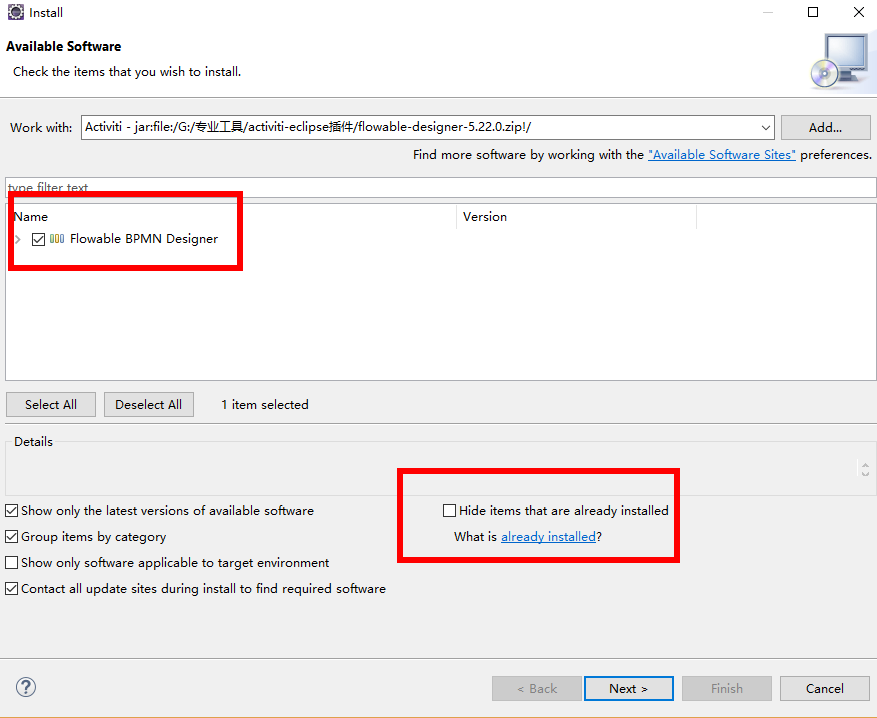 Install
Available Software
Check the items that you wish to install.
Work with: Activiti - jar:file:/G:/专业工具/activiti-eclipse插件/flowable-designer-5.22.0.zip!/ Add...
Find more software by working with the "Available Software Sites" preferences.
type filter text
Name Version
Flowable BPMN Designer
Select All Deselect All 1 item selected
Details
Show only the latest versions of available software Hide items that are already installed
Group items by category What is already installed?
Show only software applicable to target environment
Contact all update sites during install to find required software
? < Back Next > Finish Cancel